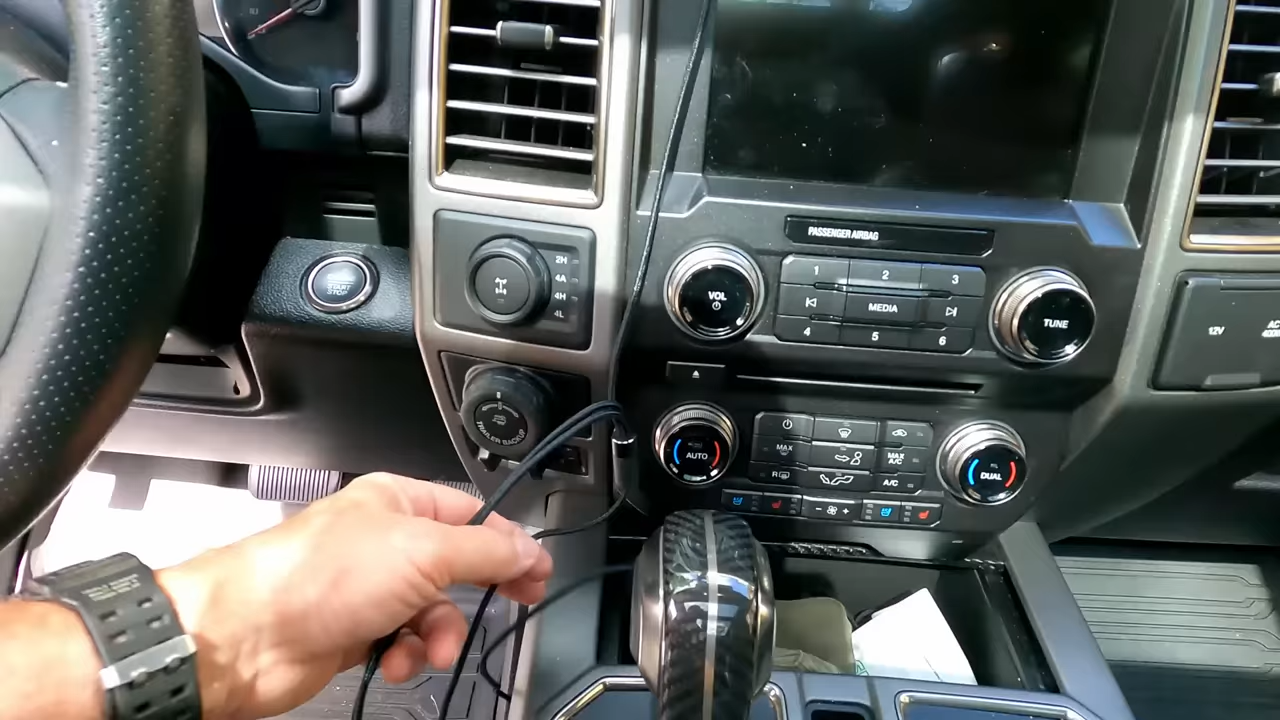 PASSENGER AIRBAG
2H
4A
4H
4L
START
STOP
VOL
1 2 3
MEDIA
4 5 6
TUNE
12V
TRAILER BACKUP
AUTO
MAX
R
MAX
A/C
A/C
DUAL
- +